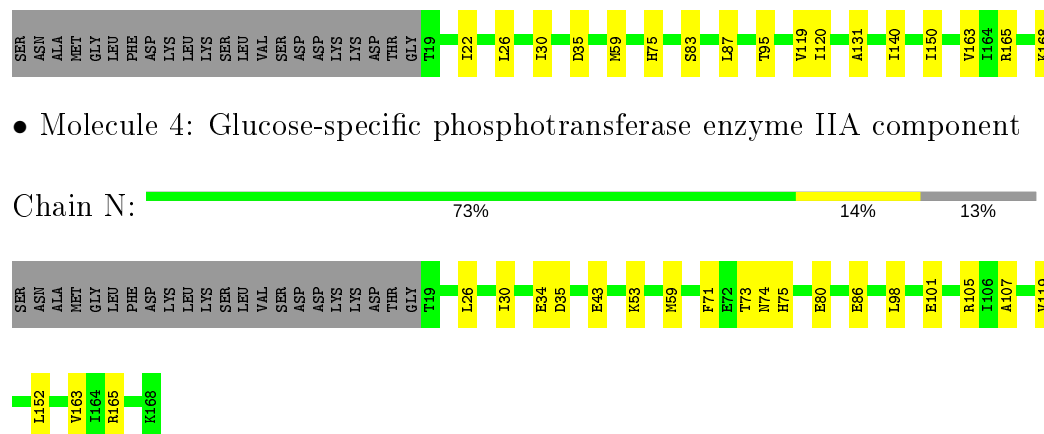 SER ASN ALA MET GLY LEU PHE ASP LYS LEU LYS SER LEU VAL SER ASP ASP LYS LYS ASP THR GLY T19 I22 L26 I30 D35 M59 H75 S83 L87 T95 V119 I120 A131 I140 I150 V163 I164 R165 K168
• Molecule 4: Glucose-specific phosphotransferase enzyme IIA component
Chain N: 73% 14% 13%
SER ASN ALA MET GLY LEU PHE ASP LYS LEU LYS SER LEU VAL SER ASP ASP LYS LYS ASP THR GLY T19 L26 I30 E34 D35 E43 K53 M59 F71 E72 T73 N74 H75 E80 E86 L98 E101 R105 I106 A107 V119
L152 V163 I164 R165 K168